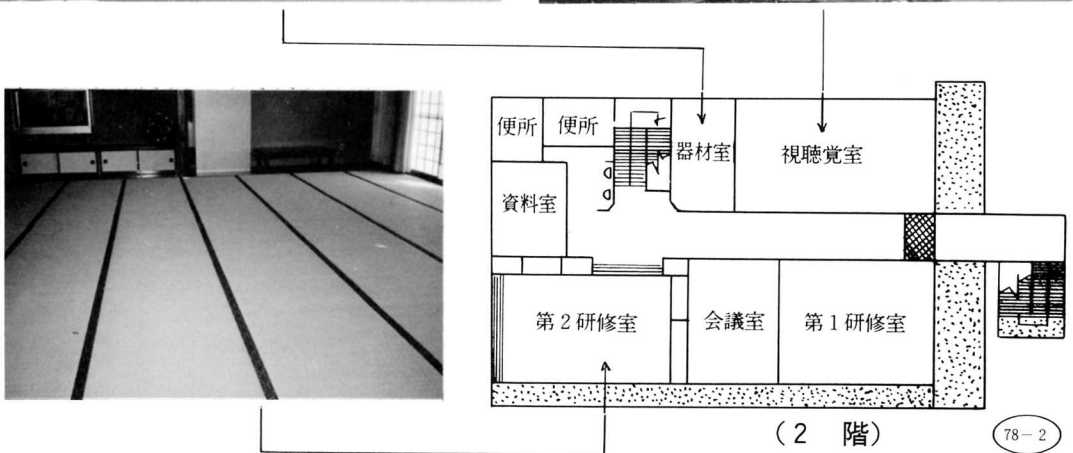 便所
便所
器材室
視聴覚室
資料室
第2研修室
会議室
第1研修室
(2 階)
78-2